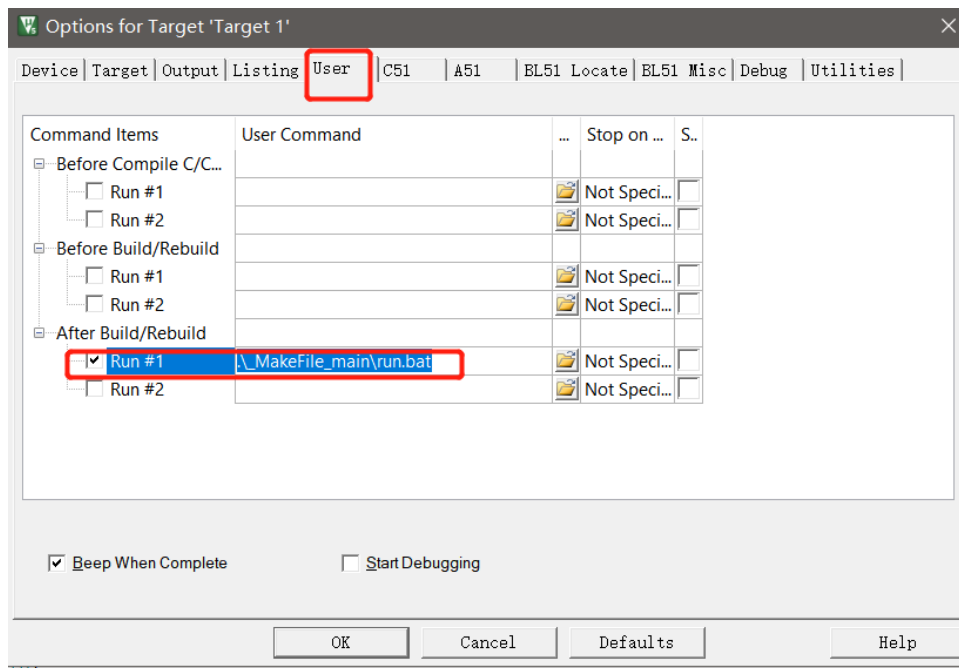 Options for Target 'Target 1'
Device Target Output Listing User C51 A51 BL51 Locate BL51 Misc Debug Utilities
Command Items User Command ... Stop on ... S..
Before Compile C/C...
Run #1 Not Speci...
Run #2 Not Speci...
Before Build/Rebuild
Run #1 Not Speci...
Run #2 Not Speci...
After Build/Rebuild
Run #1 .\_MakeFile_main\run.bat Not Speci...
Run #2 Not Speci...
Beep When Complete Start Debugging
OK Cancel Defaults Help